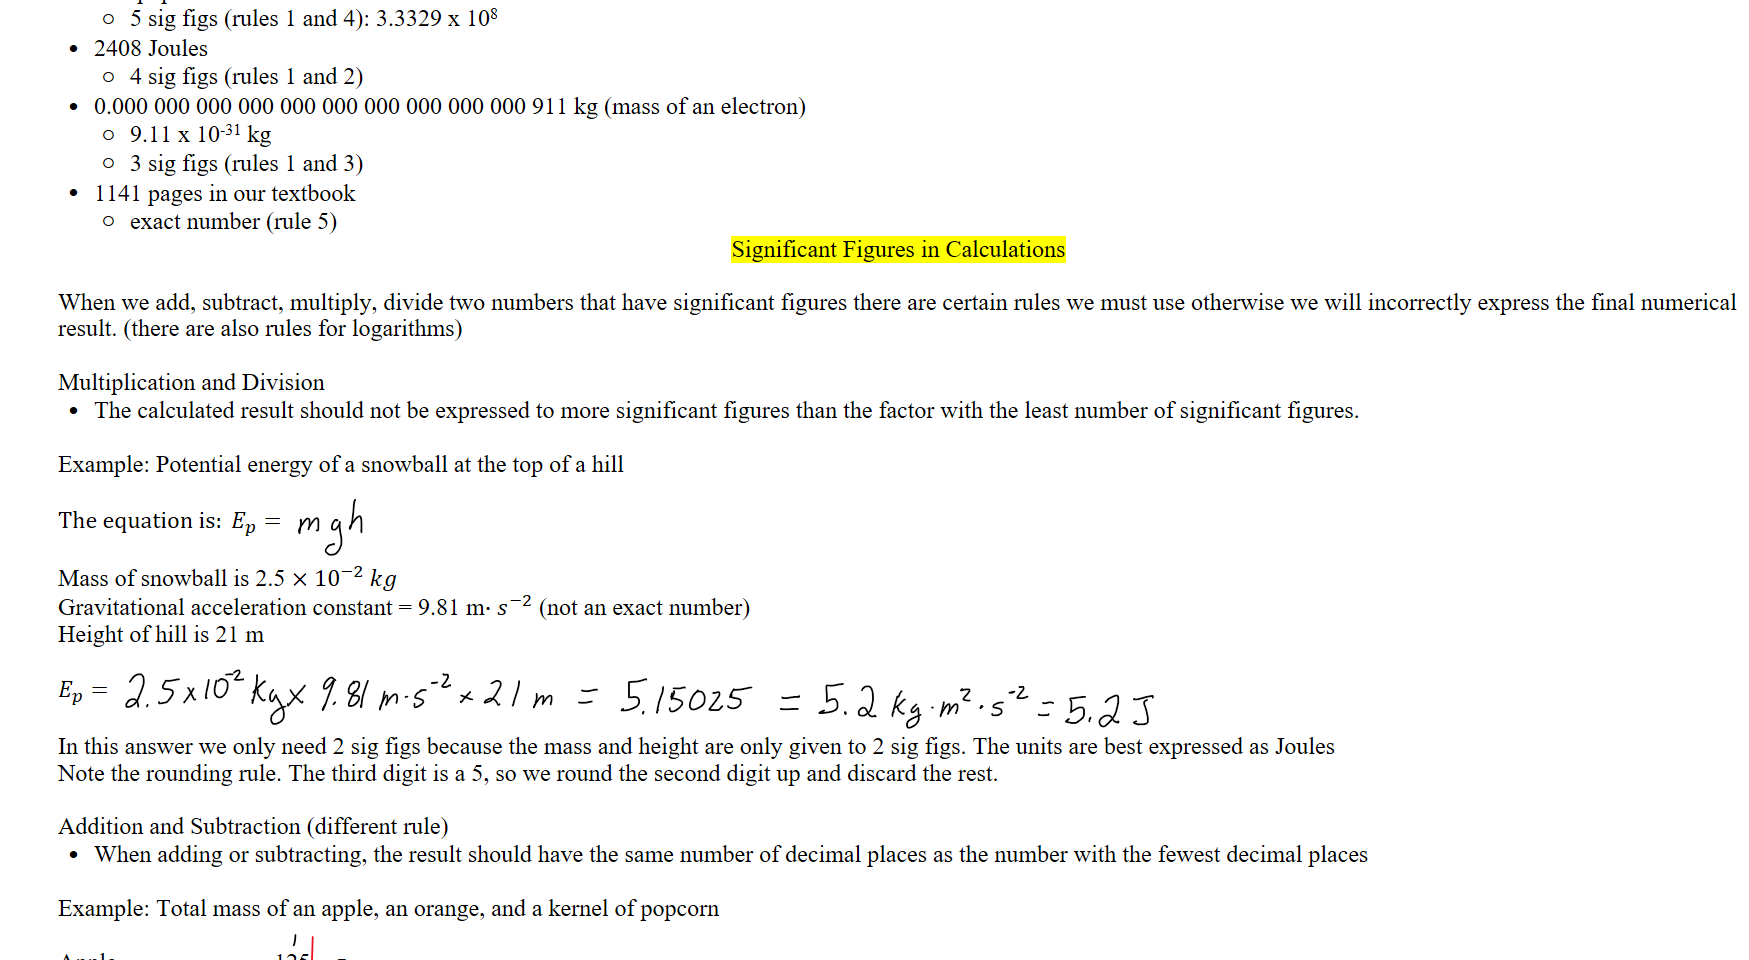 ○ 5 sig figs (rules 1 and 4): 3.3329 x 10⁸
• 2408 Joules
○ 4 sig figs (rules 1 and 2)
• 0.000 000 000 000 000 000 000 000 000 000 911 kg (mass of an electron)
○ 9.11 x 10⁻³¹ kg
○ 3 sig figs (rules 1 and 3)
• 1141 pages in our textbook
○ exact number (rule 5)
Significant Figures in Calculations
When we add, subtract, multiply, divide two numbers that have significant figures there are certain rules we must use otherwise we will incorrectly express the final numerical
result. (there are also rules for logarithms)
Multiplication and Division
• The calculated result should not be expressed to more significant figures than the factor with the least number of significant figures.
Example: Potential energy of a snowball at the top of a hill
The equation is: Eₚ = mgh
Mass of snowball is 2.5 × 10⁻² kg
Gravitational acceleration constant = 9.81 m· s⁻² (not an exact number)
Height of hill is 21 m
Eₚ = 2.5 x 10⁻² kg x 9.81 m·s⁻² x 21 m = 5.15025 = 5.2 kg·m²·s⁻² = 5.2 J
In this answer we only need 2 sig figs because the mass and height are only given to 2 sig figs. The units are best expressed as Joules
Note the rounding rule. The third digit is a 5, so we round the second digit up and discard the rest.
Addition and Subtraction (different rule)
• When adding or subtracting, the result should have the same number of decimal places as the number with the fewest decimal places
Example: Total mass of an apple, an orange, and a kernel of popcorn